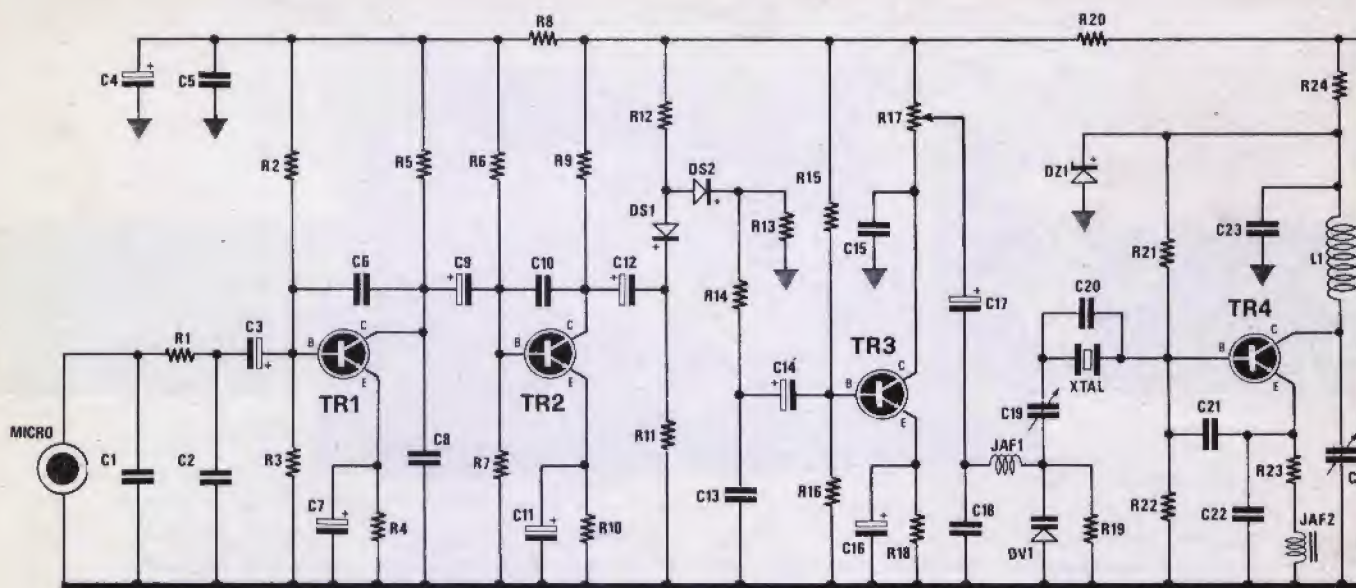 R8
R20
C4 +
C5
R24
R12
R17
R2
R5
R6
R9
DS2
R15
DZ1 +
DS1
+
+
R13
C15
C23
R21
L1
C6
C9
+
C10
C12
+
R14
C17
+
C20
TR4
C3
+
R1
B
C
E
TR1
B
C
E
TR2
C14
+
TR3
B
C
E
XTAL
B
C
E
MICRO
C19
C21
R11
JAF1
R23
C1
C2
R3
C8
R7
C13
R16
C
C7
+
R4
C11
+
R10
C16
+
R18
C18
DV1
R19
R22
C22
JAF2